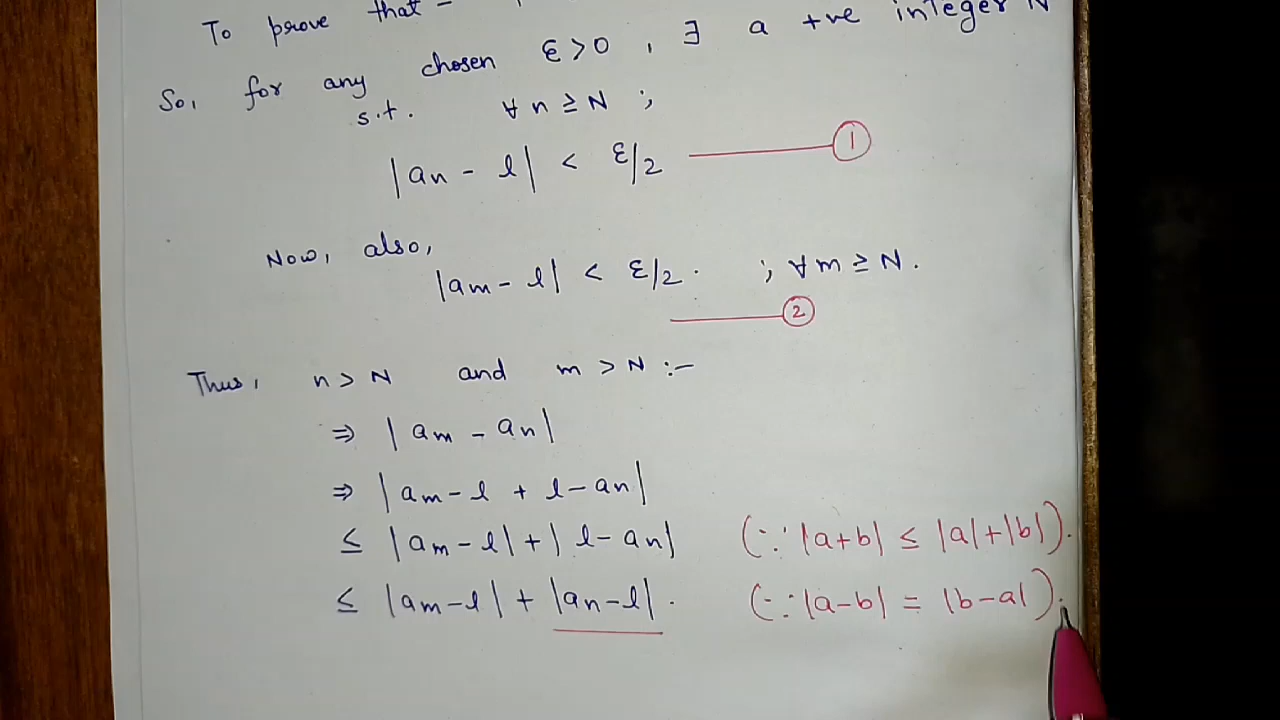 To prove that -
So, for any chosen ε>0 , ∃ a +ve integer N
s.t. ∀ n ≥ N ;
|an - l| < ε/2 ①
Now, also,
|am - l| < ε/2 . ; ∀ m ≥ N .
②
Thus, n > N and m > N :-
⇒ |am - an|
⇒ |am - l + l - an|
≤ |am - l| + | l - an| (∵ |a+b| ≤ |a|+|b|).
≤ |am - l| + |an - l| . (∵ |a-b| = |b-a|).